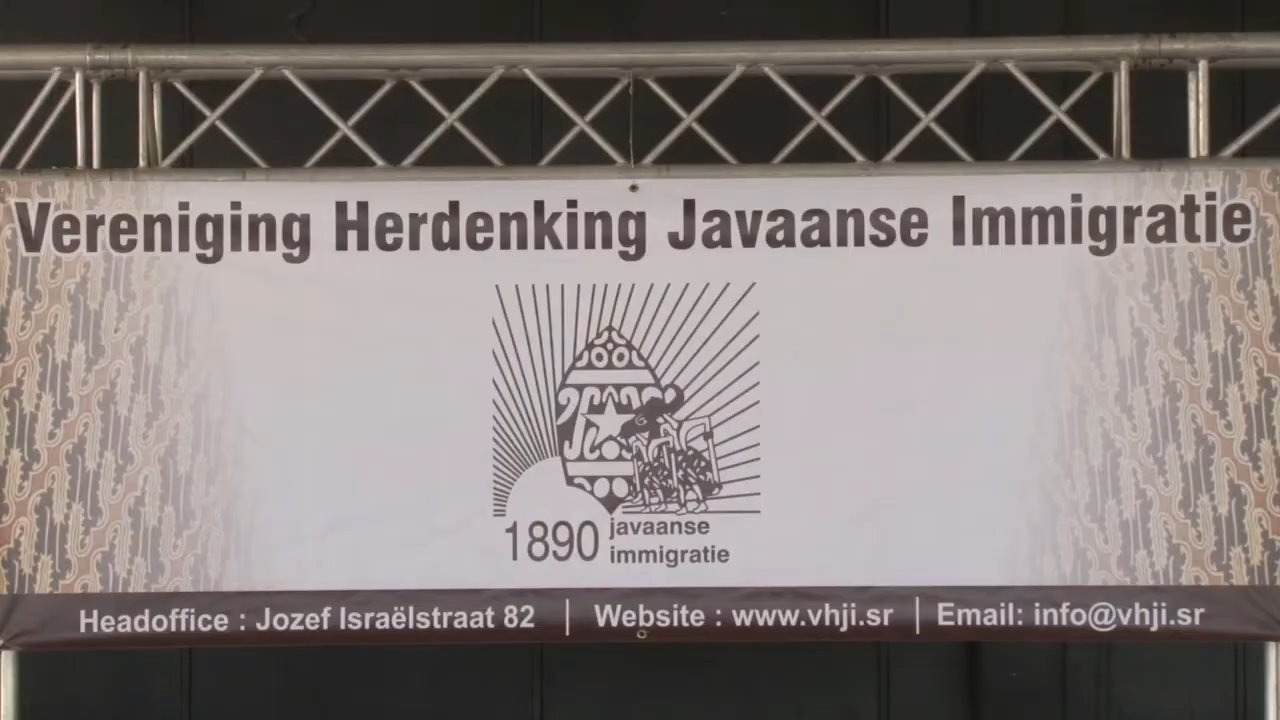 Vereniging Herdenking Javaanse Immigratie
1890 javaanse
immigratie
Headoffice : Jozef Israëlstraat 82 | Website : www.vhji.sr | Email: info@vhji.sr